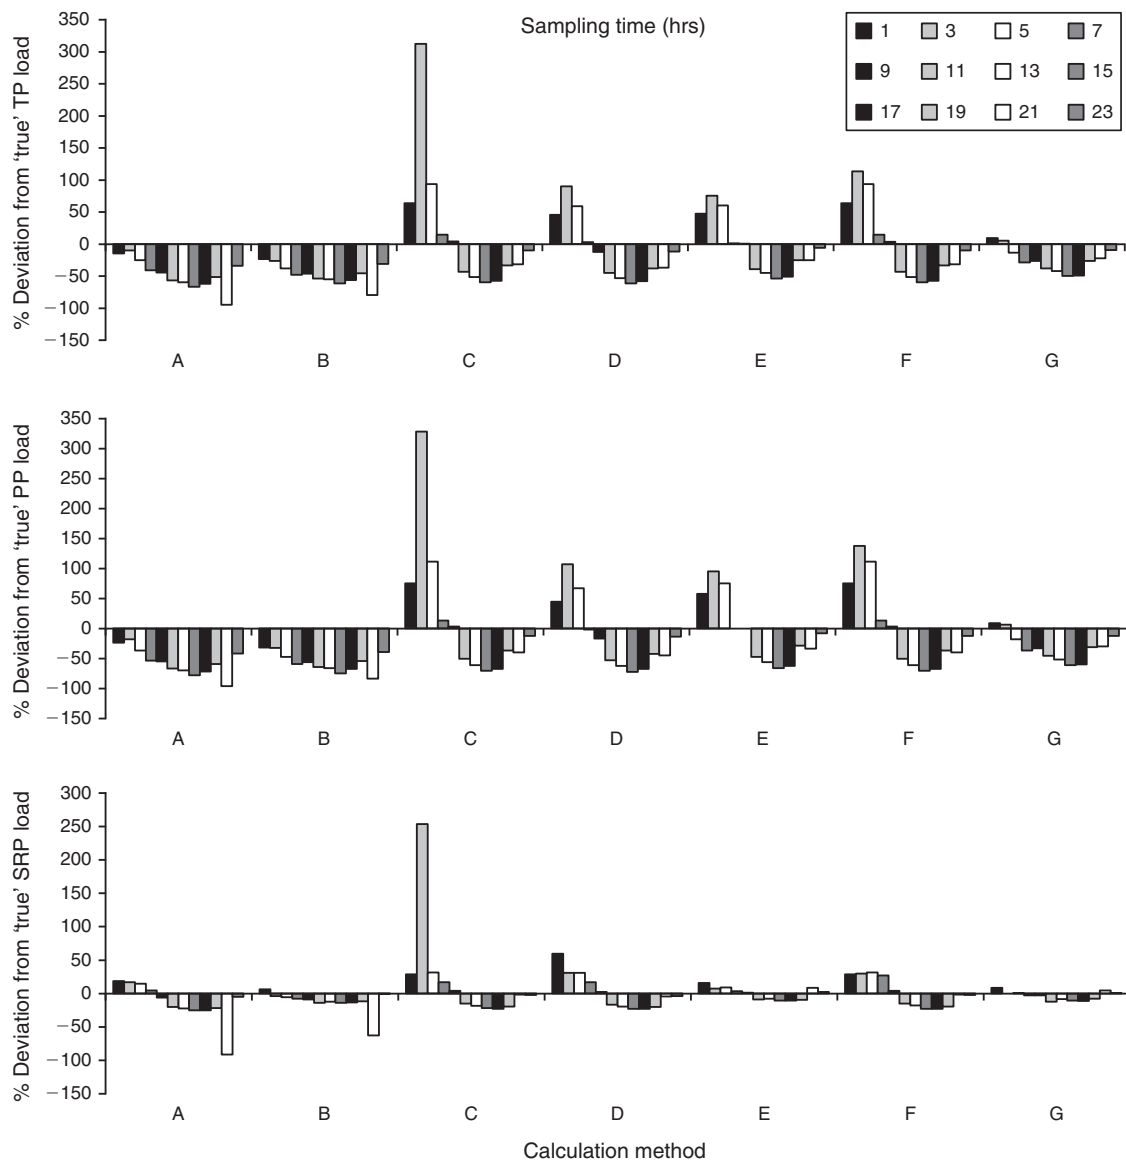 Sampling time (hrs)
1 3 5 7
9 11 13 15
17 19 21 23
% Deviation from 'true' TP load
350
300
250
200
150
100
50
0
−50
−100
−150
A B C D E F G
% Deviation from 'true' PP load
350
300
250
200
150
100
50
0
−50
−100
−150
A B C D E F G
% Deviation from 'true' SRP load
300
250
200
150
100
50
0
−50
−100
−150
A B C D E F G
Calculation method